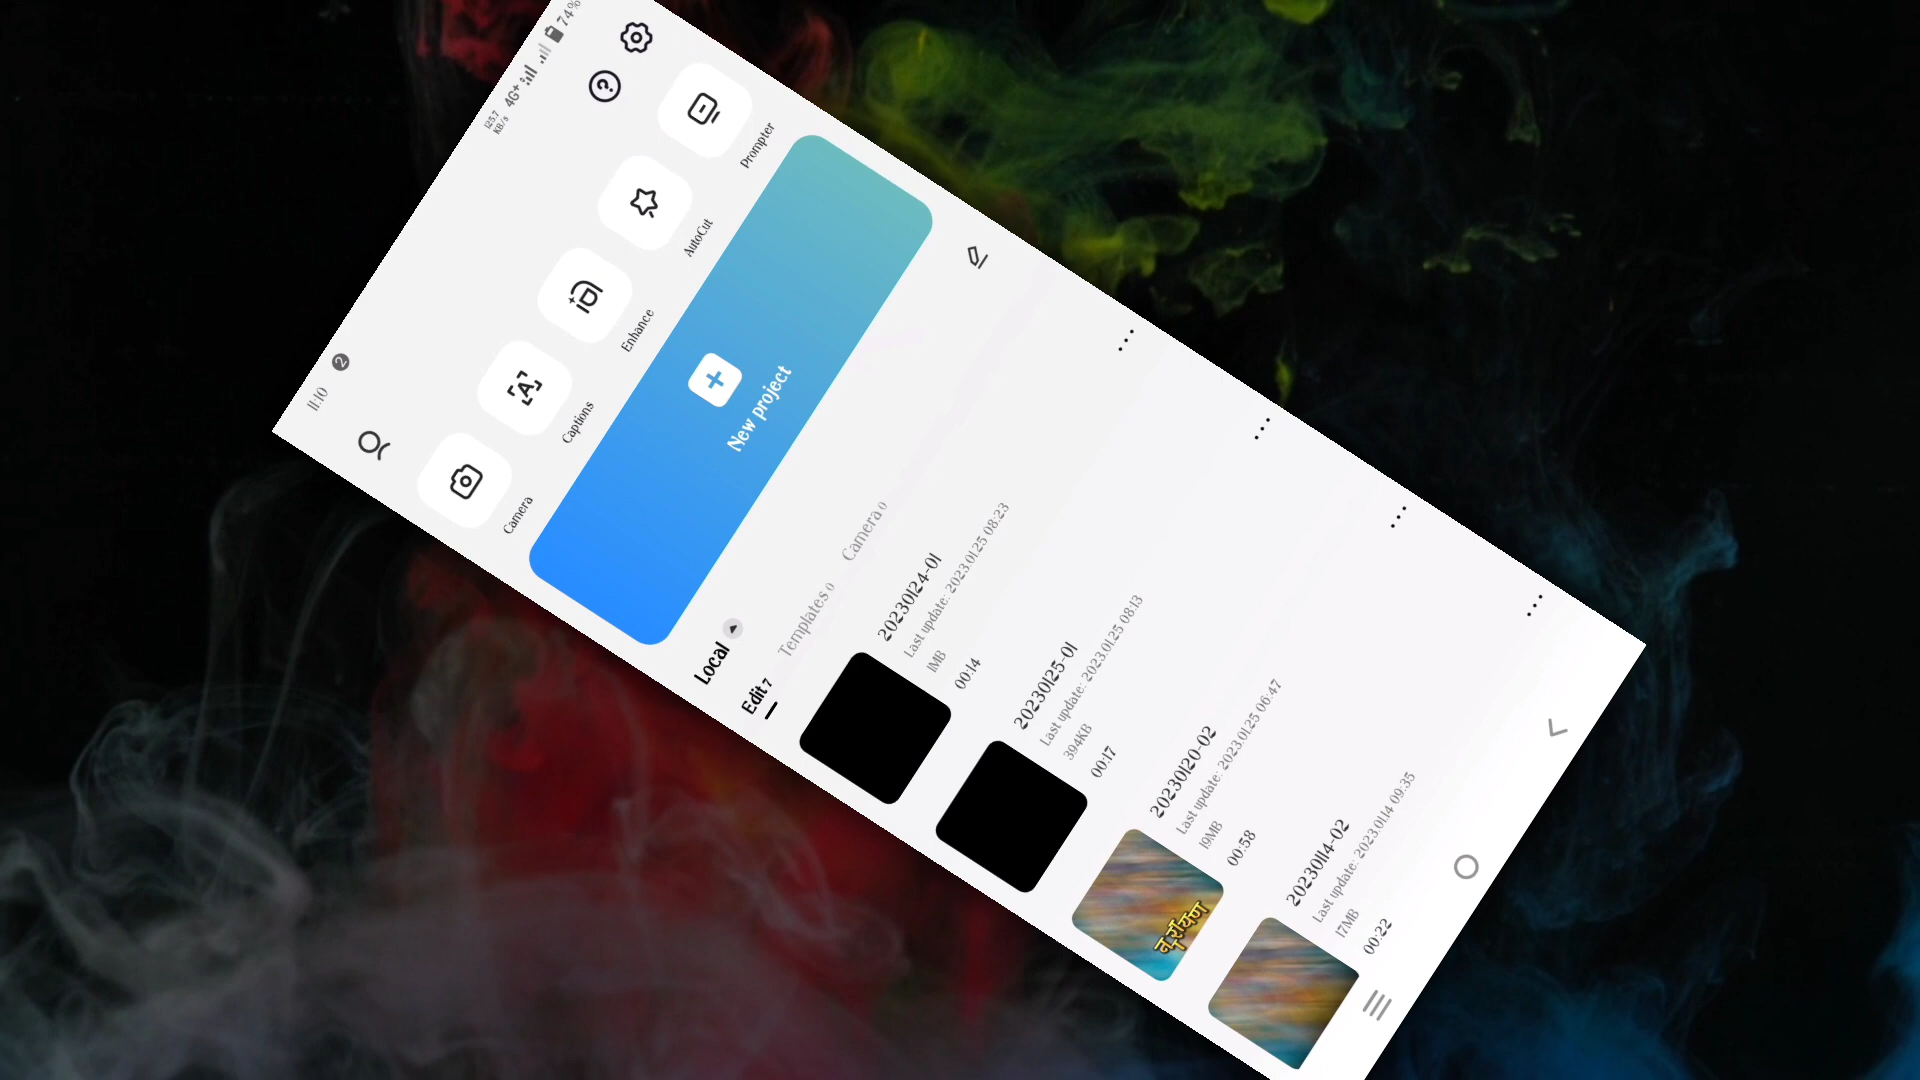 11:10 2 125.7 KB/s 4G+ 74%
Camera Captions Enhance AutoCut Prompter
New project
Local
Edit 7 Templates 0 Camera 0
20230124-01
Last update: 2023.01.25 08:23
1MB
00:14
20230125-01
Last update: 2023.01.25 08:13
394KB
00:17
20230120-02
Last update: 2023.01.25 06:47
19MB
00:58
20230114-02
Last update: 2023.01.14 09:35
17MB
00:22